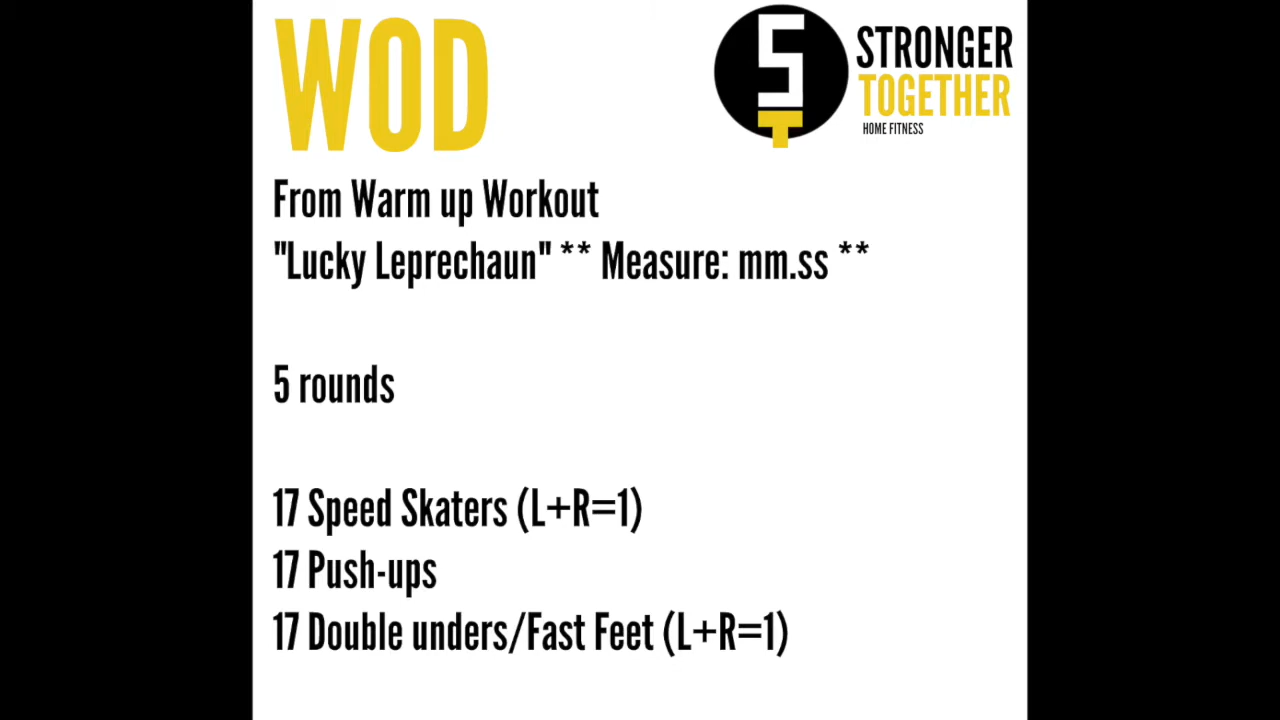 WOD
STRONGER
TOGETHER
HOME FITNESS
From Warm up Workout
"Lucky Leprechaun" ** Measure: mm.ss **
5 rounds
17 Speed Skaters (L+R=1)
17 Push-ups
17 Double unders/Fast Feet (L+R=1)